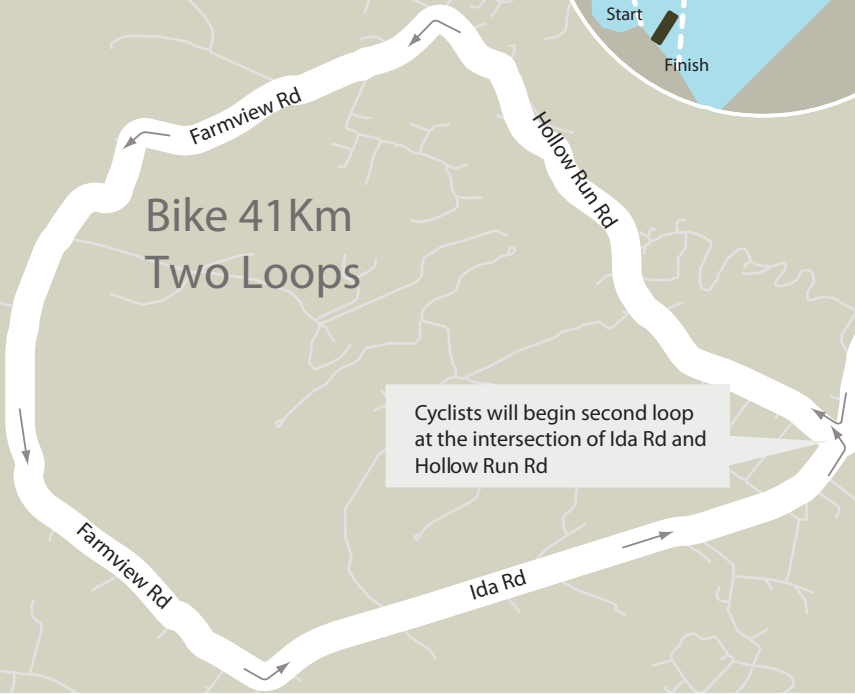 Start
Finish
Farmview Rd
Hollow Run Rd
Bike 41Km
Two Loops
Cyclists will begin second loop
at the intersection of Ida Rd and
Hollow Run Rd
Farmview Rd
Ida Rd